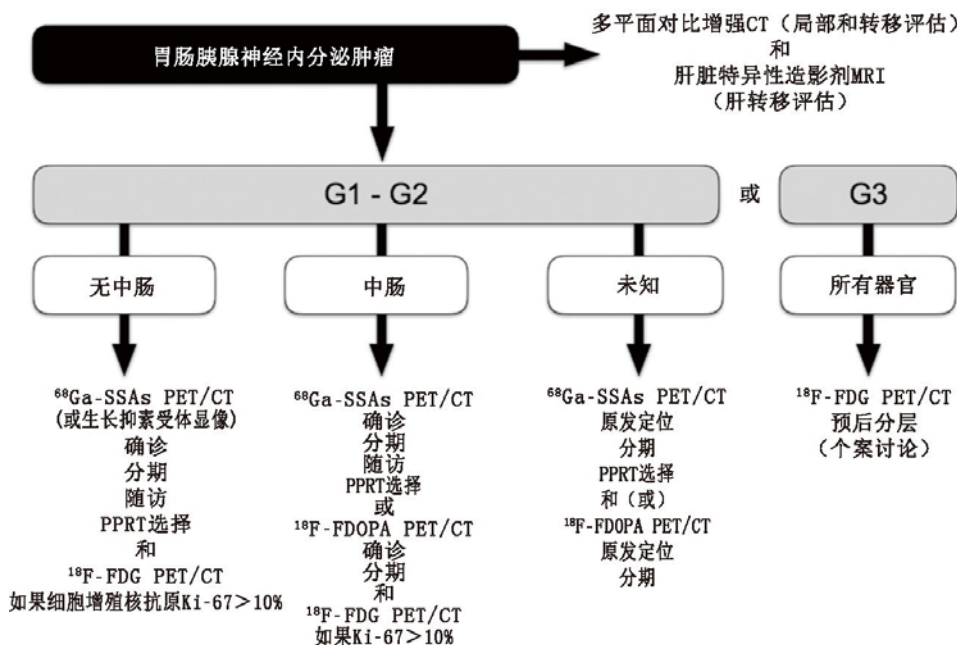 胃肠胰腺神经内分泌肿瘤
多平面对比增强CT（局部和转移评估）
和
肝脏特异性造影剂MRI
（肝转移评估）
G1 - G2
或
G3
无中肠
中肠
未知
所有器官
⁶⁸Ga-SSAs PET/CT
(或生长抑素受体显像)
确诊
分期
随访
PPRT选择
和
¹⁸F-FDG PET/CT
如果细胞增殖核抗原Ki-67＞10%
⁶⁸Ga-SSAs PET/CT
确诊
分期
随访
PPRT选择
或
¹⁸F-FDOPA PET/CT
确诊
分期
和
¹⁸F-FDG PET/CT
如果Ki-67＞10%
⁶⁸Ga-SSAs PET/CT
原发定位
分期
PPRT选择
和（或）
¹⁸F-FDOPA PET/CT
原发定位
分期
¹⁸F-FDG PET/CT
预后分层
（个案讨论）